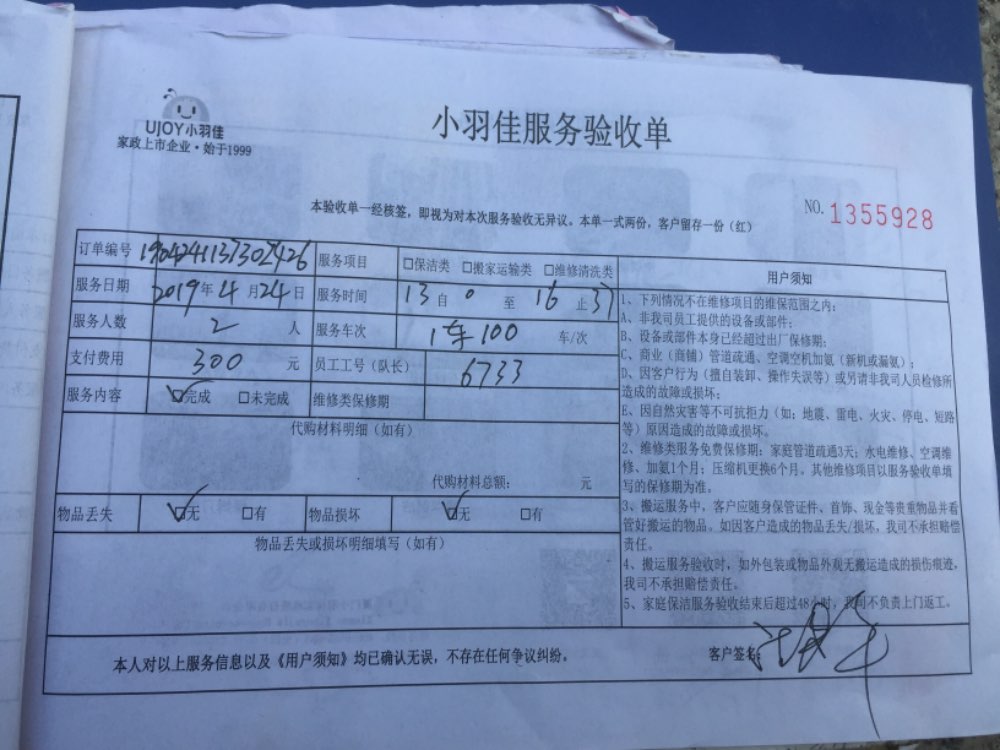 UJOY小羽佳
家政上市企业·始于1999
小羽佳服务验收单
本验收单一经核签，即视为对本次服务验收无异议。本单一式两份，客户留存一份（红）
NO. 1355928
订单编号 1904241137302426 服务项目 □保洁类 □搬家运输类 □维修清洗类
服务日期 2019年4月24日 服务时间 13自0至16止37
服务人数 2人 服务车次 1车100 车/次
支付费用 300元 员工工号（队长） 6733
服务内容 ☑完成 □未完成 维修类保修期
代购材料明细（如有）
代购材料总额： 元
物品丢失 ☑无 □有 物品损坏 ☑无 □有
物品丢失或损坏明细填写（如有）
用户须知
1、下列情况不在维修项目的维保范围之内：
A、非我司员工提供的设备或部件；
B、设备或部件本身已经超过出厂保修期；
C、商业（商铺）管道疏通、空调空机加氨（新机或漏氨）；
D、因客户行为（擅自装卸、操作失误等）或另请非我司人员检修所
造成的故障或损坏；
E、因自然灾害等不可抗拒力（如：地震、雷电、火灾、停电、短路
等）原因造成的故障或损坏。
2、维修类服务免费保修期：家庭管道疏通3天；水电维修、空调维
修、加氨1个月；压缩机更换6个月。其他维修项目以服务验收单填
写的保修期为准。
3、搬运服务中，客户应随身保管证件、首饰、现金等贵重物品并看
管好搬运的物品。如因客户造成的物品丢失/损坏，我司不承担赔偿
责任。
4、搬运服务验收时，如外包装或物品外观无搬运造成的损伤痕迹，
我司不承担赔偿责任。
5、家庭保洁服务验收结束后超过48小时，我司不负责上门返工。
本人对以上服务信息以及《用户须知》均已确认无误，不存在任何争议纠纷。
客户签名：